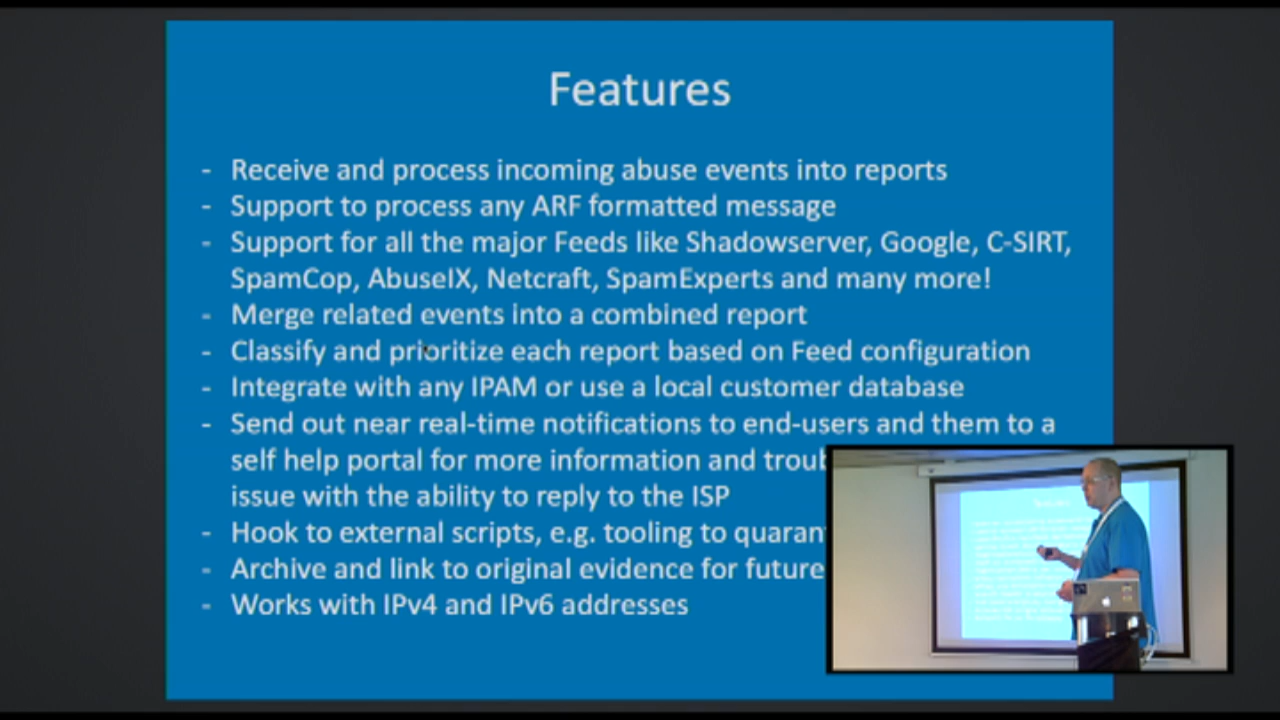 Features
- Receive and process incoming abuse events into reports
- Support to process any ARF formatted message
- Support for all the major Feeds like Shadowserver, Google, C-SIRT,
SpamCop, AbuseIX, Netcraft, SpamExperts and many more!
- Merge related events into a combined report
- Classify and prioritize each report based on Feed configuration
- Integrate with any IPAM or use a local customer database
- Send out near real-time notifications to end-users and them to a
self help portal for more information and troub
issue with the ability to reply to the ISP
- Hook to external scripts, e.g. tooling to quaran
- Archive and link to original evidence for future
- Works with IPv4 and IPv6 addresses